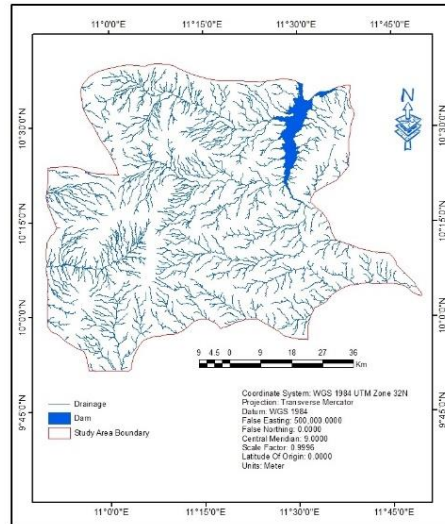 11°0'0"E 11°15'0"E 11°30'0"E 11°45'0"E
N
10°30'0"N 10°30'0"N
10°15'0"N 10°15'0"N
10°0'0"N 10°0'0"N
9 4.5 0 9 18 27 36
Km
Drainage
Dam
Study Area Boundary
Coordinate System: WGS 1984 UTM Zone 32N
Projection: Transverse Mercator
Datum: WGS 1984
False Easting: 500,000.0000
False Northing: 0.0000
Central Meridian: 9.0000
Scale Factor: 0.9996
Latitude Of Origin: 0.0000
Units: Meter
9°45'0"N 9°45'0"N
11°0'0"E 11°15'0"E 11°30'0"E 11°45'0"E